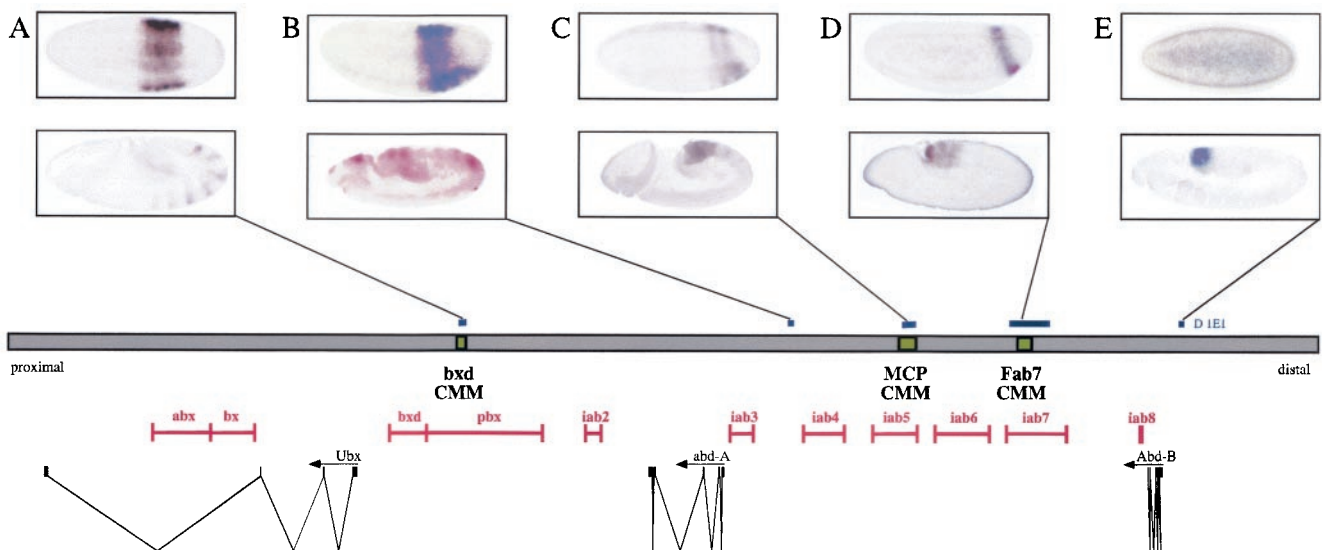 A B C D E
D 1E1
proximal distal
bxd MCP Fab7
CMM CMM CMM
abx bx bxd pbx iab2 iab3 iab4 iab5 iab6 iab7 iab8
Ubx abd-A Abd-B